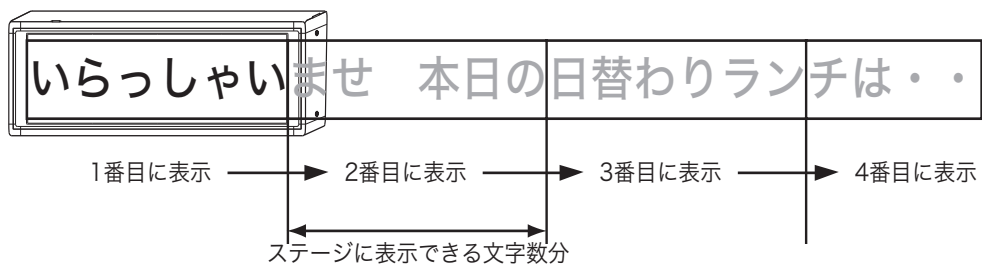 いらっしゃいませ　本日の日替わりランチは・・
1番目に表示
2番目に表示
3番目に表示
4番目に表示
ステージに表示できる文字数分